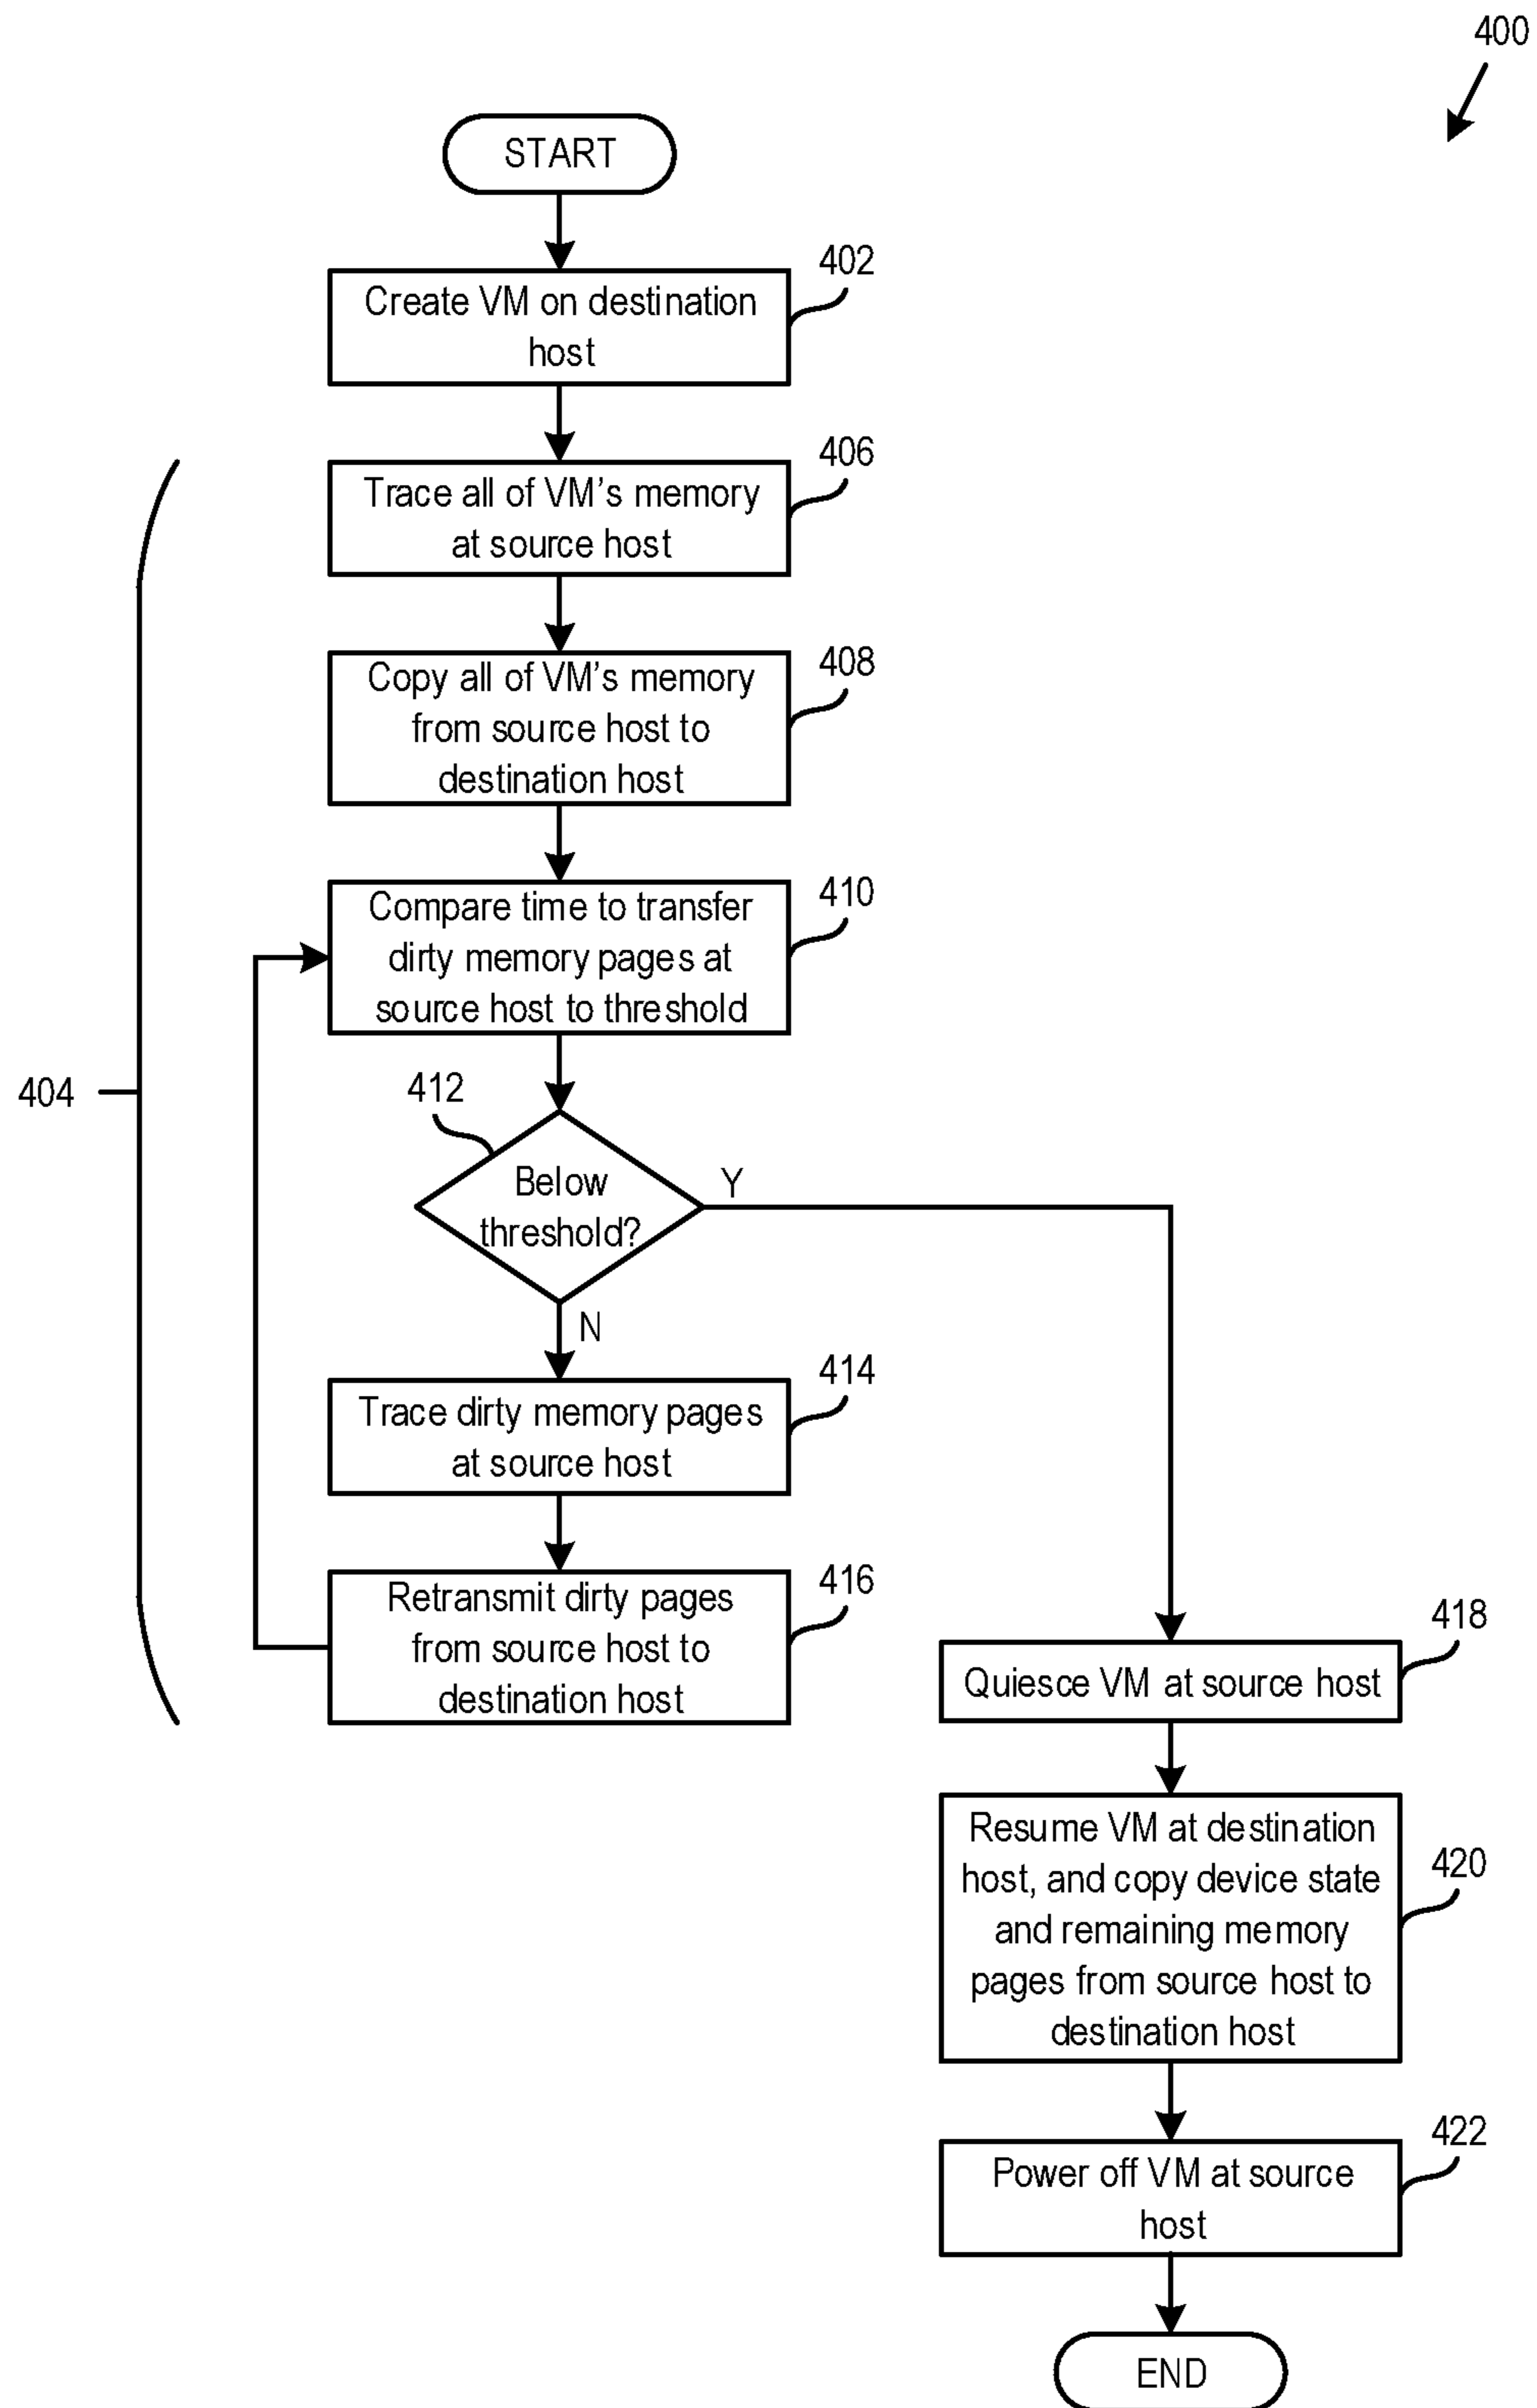 400
START
402
Create VM on destination
host
406
Trace all of VM's memory
at source host
408
Copy all of VM's memory
from source host to
destination host
410
Compare time to transfer
dirty memory pages at
source host to threshold
404
412
Below
threshold?
Y
N
414
Trace dirty memory pages
at source host
416
Retransmit dirty pages
from source host to
destination host
418
Quiesce VM at source host
420
Resume VM at destination
host, and copy device state
and remaining memory
pages from source host to
destination host
422
Power off VM at source
host
END